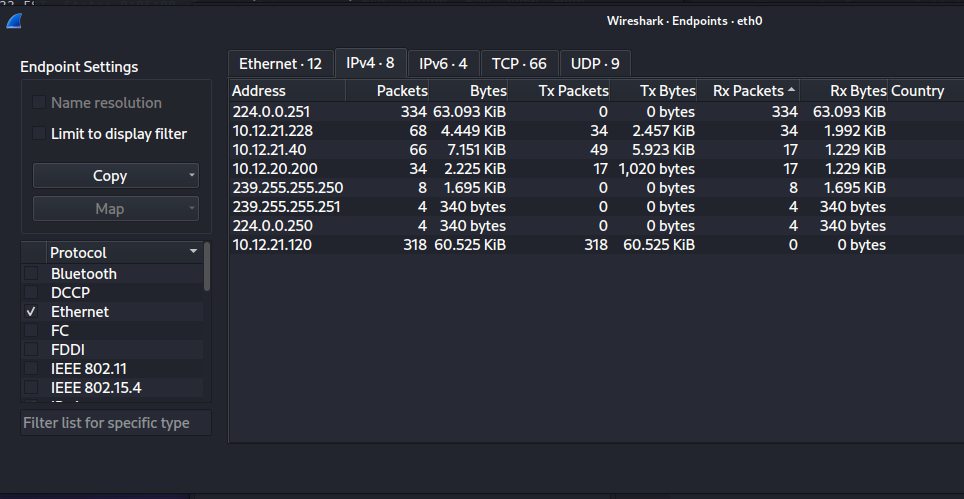 Wireshark · Endpoints · eth0
Endpoint Settings
Name resolution
Limit to display filter
Copy
Map
Protocol
Bluetooth
DCCP
Ethernet
FC
FDDI
IEEE 802.11
IEEE 802.15.4
Filter list for specific type
Ethernet · 12 IPv4 · 8 IPv6 · 4 TCP · 66 UDP · 9
Address Packets Bytes Tx Packets Tx Bytes Rx Packets Rx Bytes Country
224.0.0.251 334 63.093 KiB 0 0 bytes 334 63.093 KiB
10.12.21.228 68 4.449 KiB 34 2.457 KiB 34 1.992 KiB
10.12.21.40 66 7.151 KiB 49 5.923 KiB 17 1.229 KiB
10.12.20.200 34 2.225 KiB 17 1,020 bytes 17 1.229 KiB
239.255.255.250 8 1.695 KiB 0 0 bytes 8 1.695 KiB
239.255.255.251 4 340 bytes 0 0 bytes 4 340 bytes
224.0.0.250 4 340 bytes 0 0 bytes 4 340 bytes
10.12.21.120 318 60.525 KiB 318 60.525 KiB 0 0 bytes